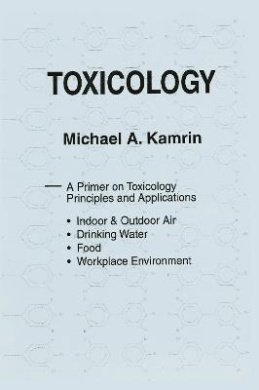 TOXICOLOGY
Michael A. Kamrin
— A Primer on Toxicology
Principles and Applications
• Indoor & Outdoor Air
• Drinking Water
• Food
• Workplace Environment